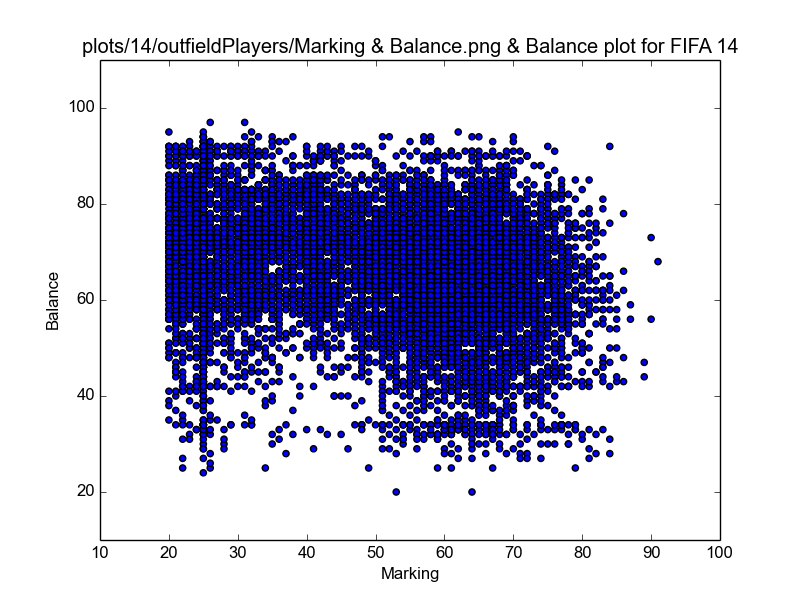 plots/14/outfieldPlayers/Marking & Balance.png & Balance plot for FIFA 14
100
80
60
40
20
Balance
10 20 30 40 50 60 70 80 90 100
Marking